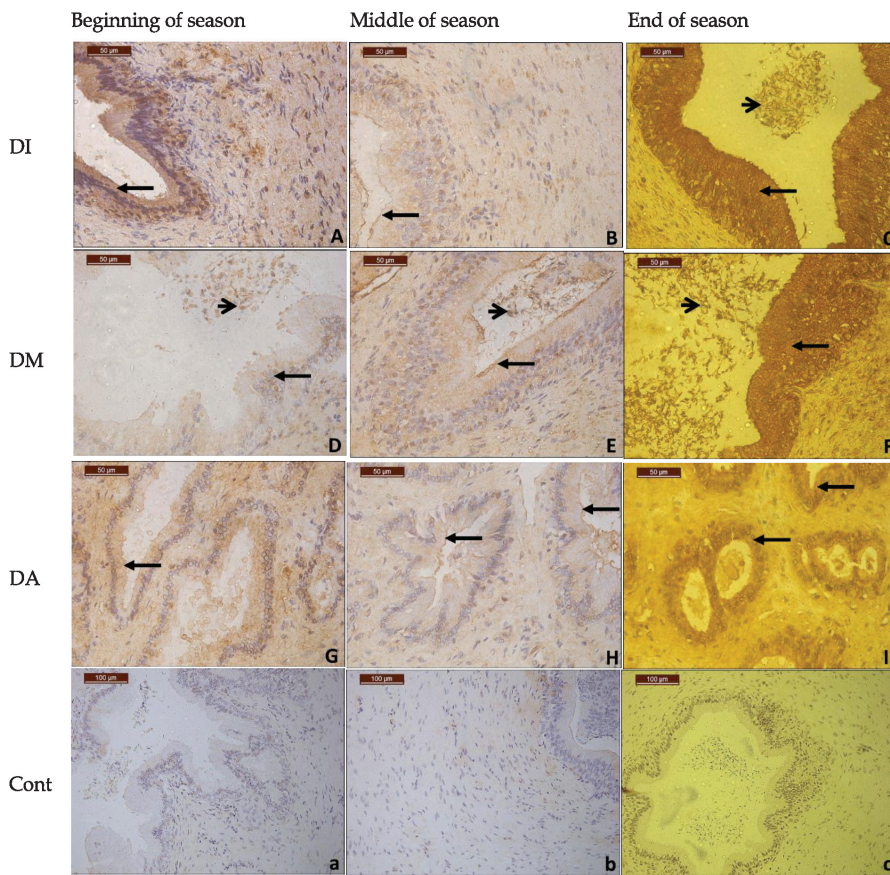 Beginning of season Middle of season End of season
50 µm 50 µm 50 µm
DI
A B C
50 µm 50 µm 50 µm
DM
D E F
50 µm 50 µm 50 µm
DA
G H I
100 µm 100 µm 100 µm
Cont
a b c